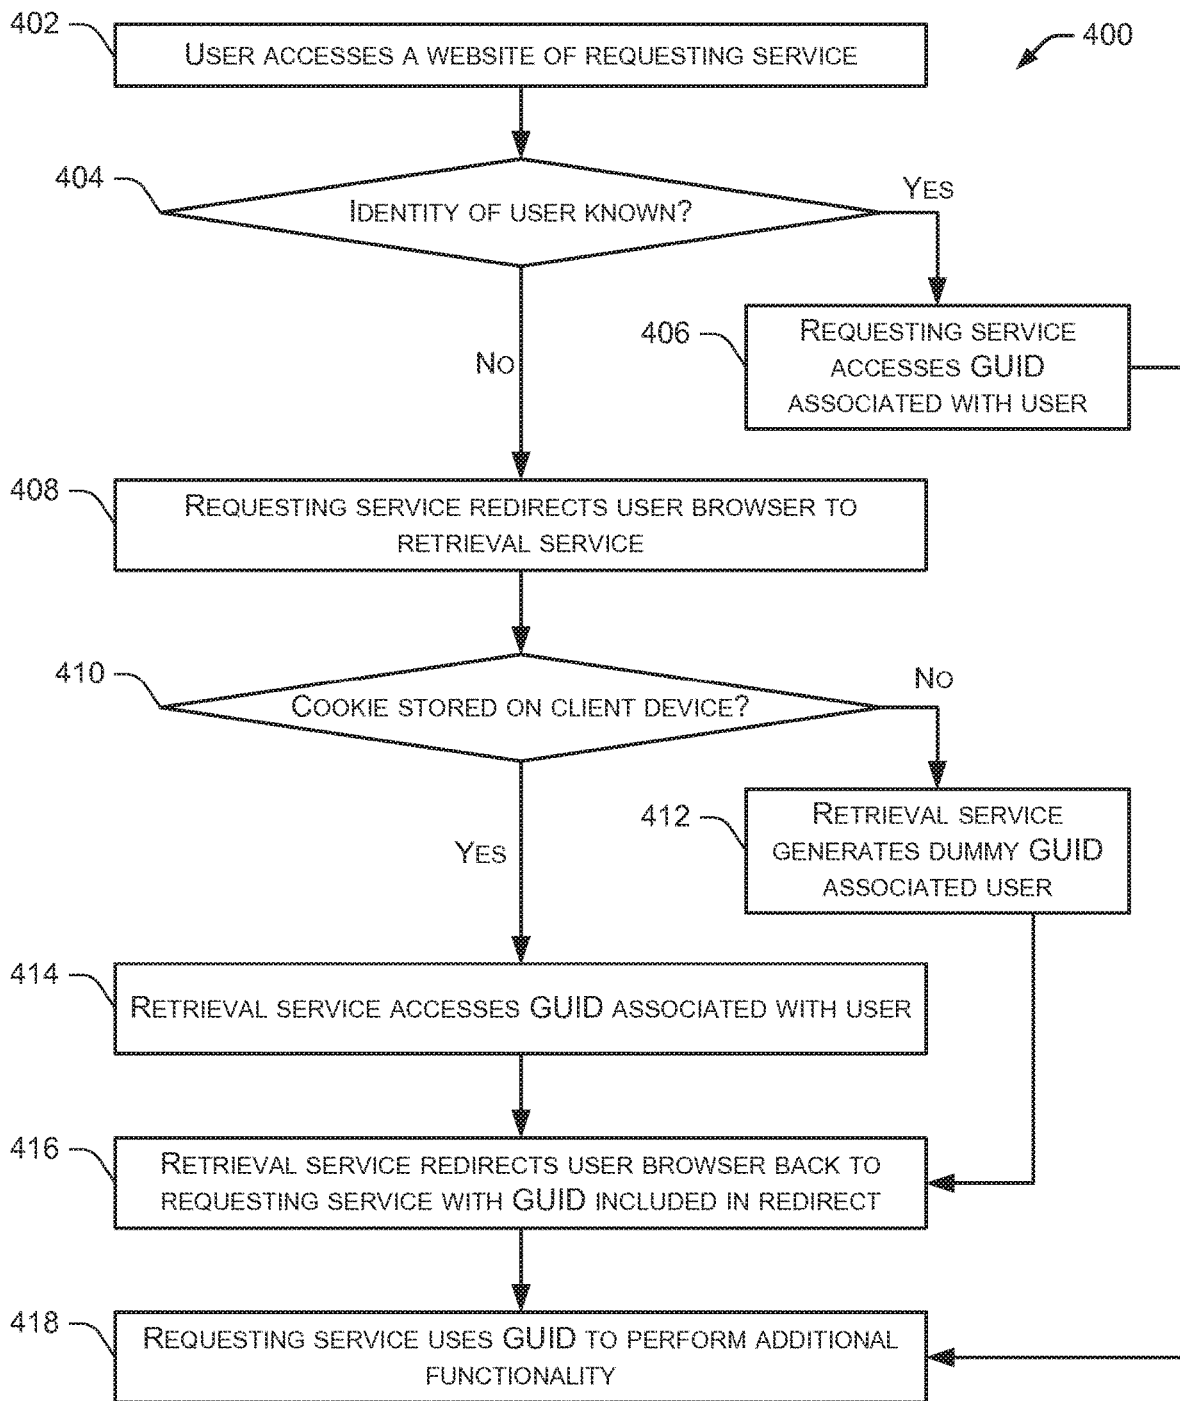 402
USER ACCESSES A WEBSITE OF REQUESTING SERVICE
400
404
IDENTITY OF USER KNOWN?
YES
406
REQUESTING SERVICE
ACCESSES GUID
ASSOCIATED WITH USER
NO
408
REQUESTING SERVICE REDIRECTS USER BROWSER TO
RETRIEVAL SERVICE
410
COOKIE STORED ON CLIENT DEVICE?
NO
412
RETRIEVAL SERVICE
GENERATES DUMMY GUID
ASSOCIATED USER
YES
414
RETRIEVAL SERVICE ACCESSES GUID ASSOCIATED WITH USER
416
RETRIEVAL SERVICE REDIRECTS USER BROWSER BACK TO
REQUESTING SERVICE WITH GUID INCLUDED IN REDIRECT
418
REQUESTING SERVICE USES GUID TO PERFORM ADDITIONAL
FUNCTIONALITY